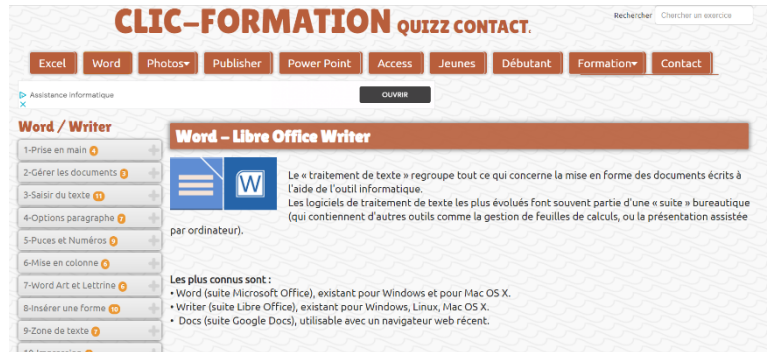 CLIC-FORMATION QUIZZ CONTACT.
Rechercher Chercher un exercice
Excel Word Photos Publisher Power Point Access Jeunes Débutant Formation Contact
Assistance informatique OUVRIR
Word / Writer
1-Prise en main 4
2-Gérer les documents 8
3-Saisir du texte 11
4-Options paragraphe 7
5-Puces et Numéros 9
6-Mise en colonne 6
7-Word Art et Lettrine 6
8-Insérer une forme 10
9-Zone de texte 7
10-Impression
Word – Libre Office Writer
W
Le « traitement de texte » regroupe tout ce qui concerne la mise en forme des documents écrits à
l'aide de l'outil informatique.
Les logiciels de traitement de texte les plus évolués font souvent partie d'une « suite » bureautique
(qui contiennent d'autres outils comme la gestion de feuilles de calculs, ou la présentation assistée
par ordinateur).
Les plus connus sont :
• Word (suite Microsoft Office), existant pour Windows et pour Mac OS X.
• Writer (suite Libre Office), existant pour Windows, Linux, Mac OS X.
• Docs (suite Google Docs), utilisable avec un navigateur web récent.